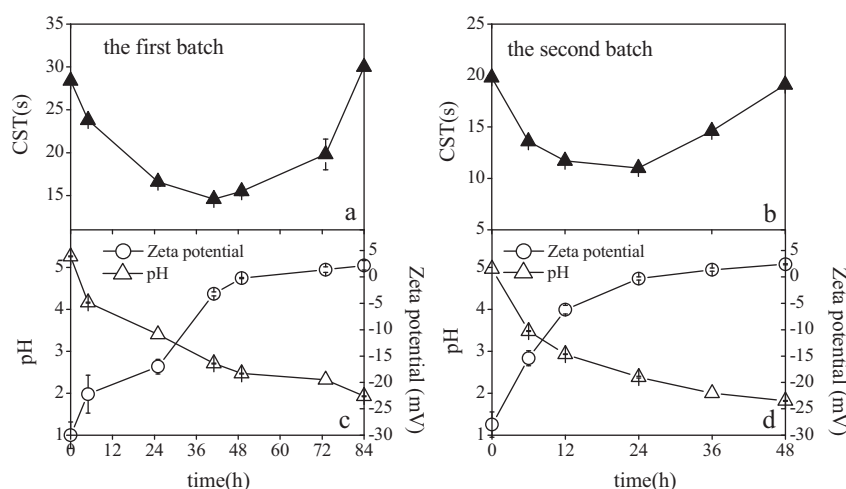 the first batch
CST(s)
35
30
25
20
15
a
the second batch
CST(s)
25
20
15
10
5
b
Zeta potential
pH
pH
5
4
3
2
1
5
0
-5
-10
-15
-20
-25
-30
Zeta potential (mV)
c
0 12 24 36 48 60 72 84
time(h)
Zeta potential
pH
pH
5
4
3
2
1
5
0
-5
-10
-15
-20
-25
-30
Zeta potential (mV)
d
0 12 24 36 48
time(h)